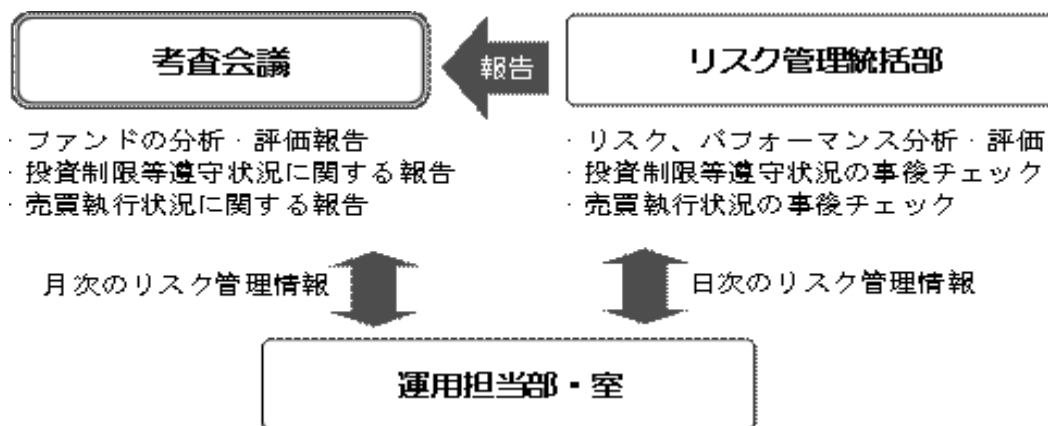 考査会議
報告
リスク管理統括部
· ファンドの分析・評価報告
· 投資制限等遵守状況に関する報告
· 売買執行状況に関する報告
· リスク、パフォーマンス分析・評価
· 投資制限等遵守状況の事後チェック
· 売買執行状況の事後チェック
月次のリスク管理情報
日次のリスク管理情報
運用担当部・室